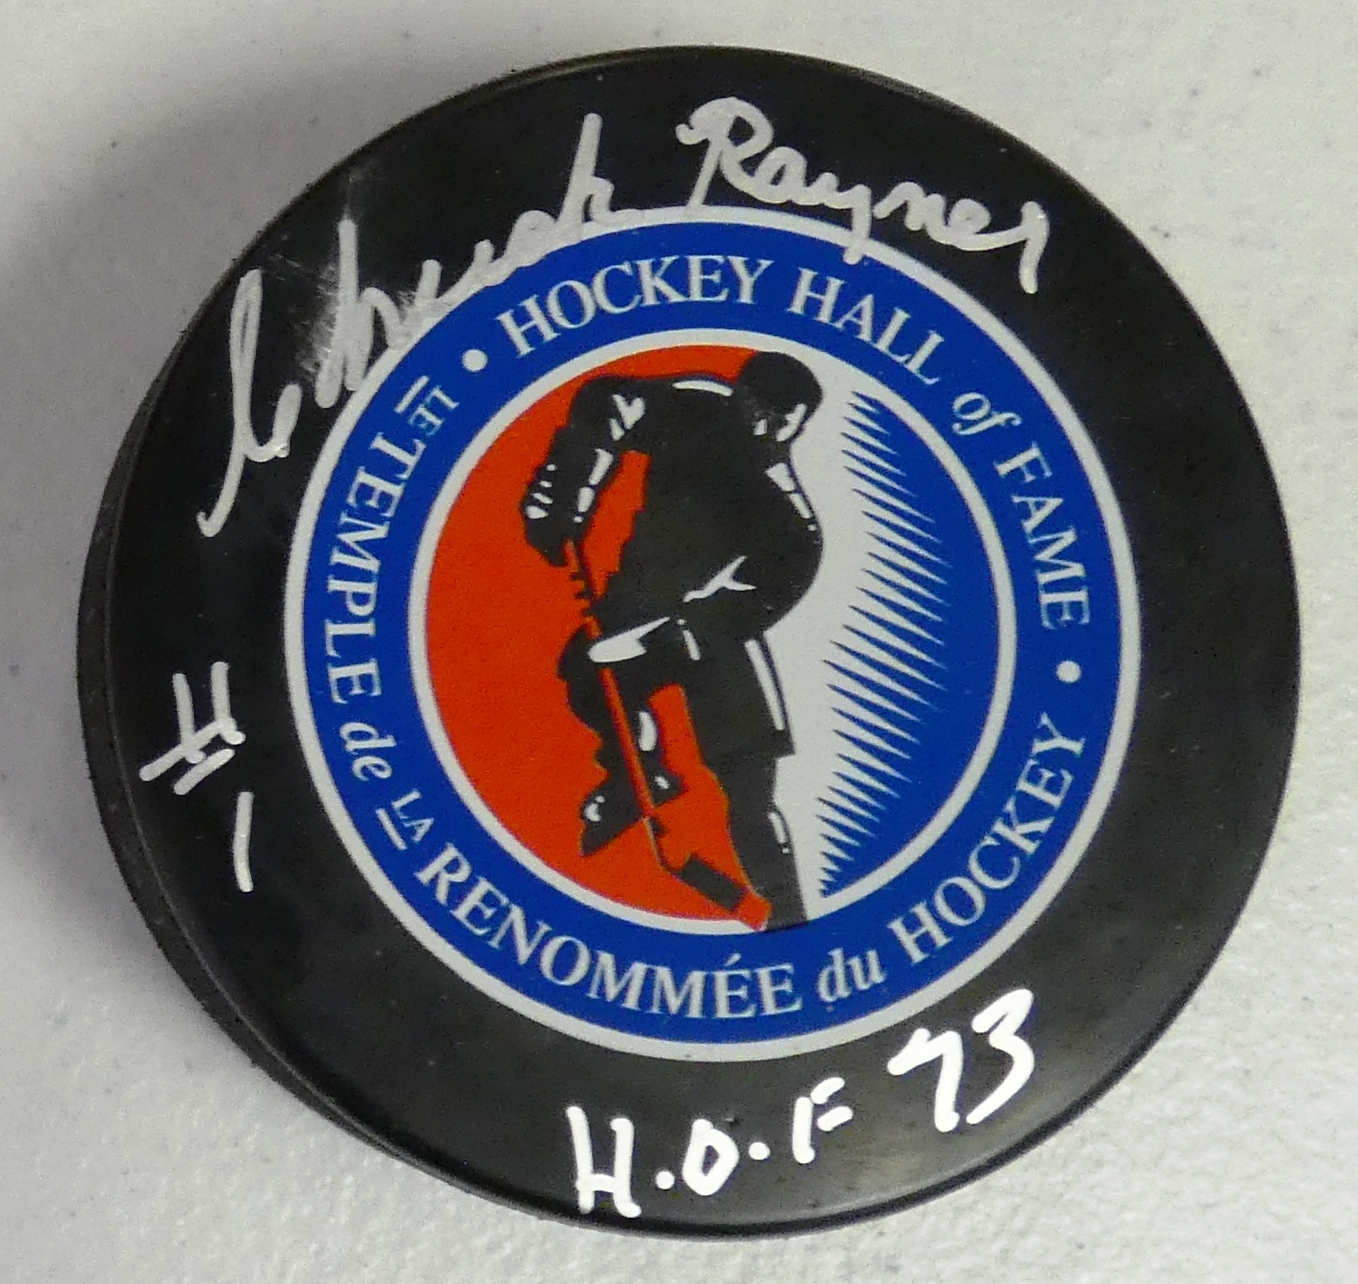 Chuck Rayner
• HOCKEY HALL of FAME •
LE TEMPLE de LA RENOMMÉE du HOCKEY
#1
H.O.F 73